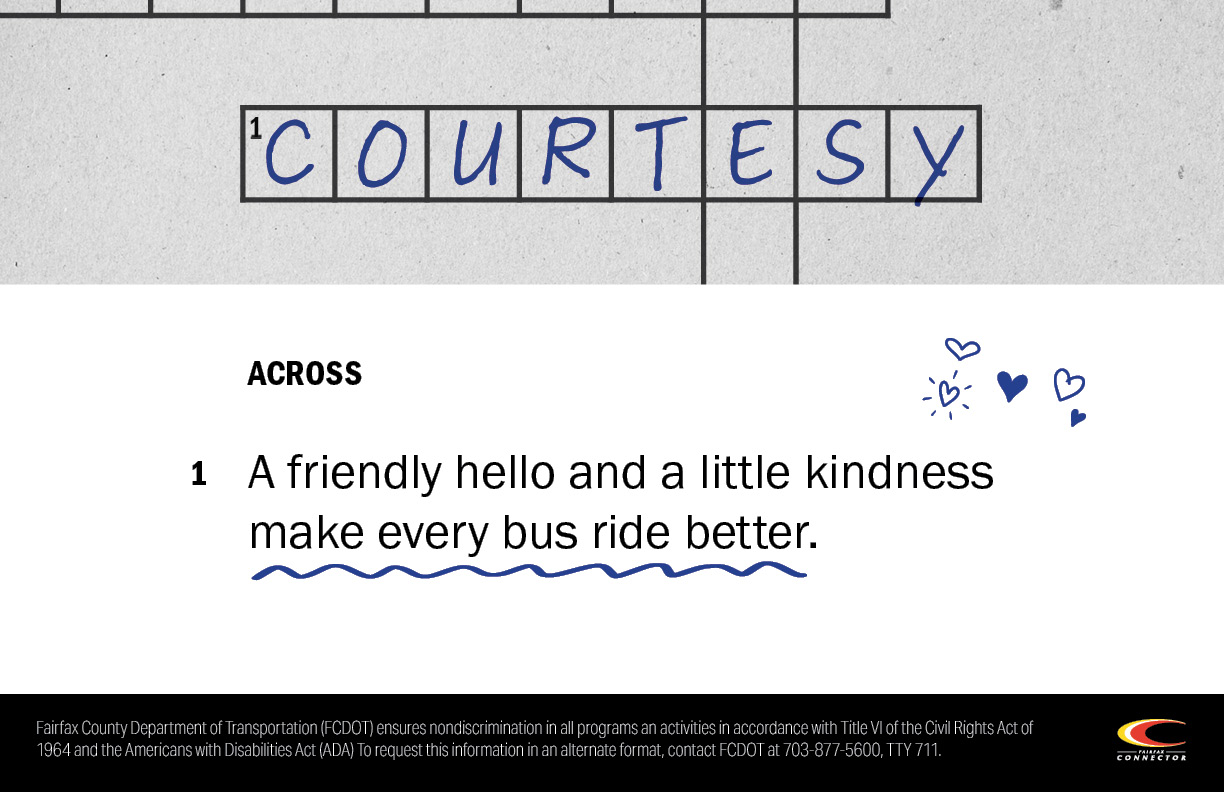 1 COURTESY
ACROSS
1 A friendly hello and a little kindness
make every bus ride better.
Fairfax County Department of Transportation (FCDOT) ensures nondiscrimination in all programs an activities in accordance with Title VI of the Civil Rights Act of
1964 and the Americans with Disabilities Act (ADA) To request this information in an alternate format, contact FCDOT at 703-877-5600, TTY 711.
FAIRFAX
CONNECTOR